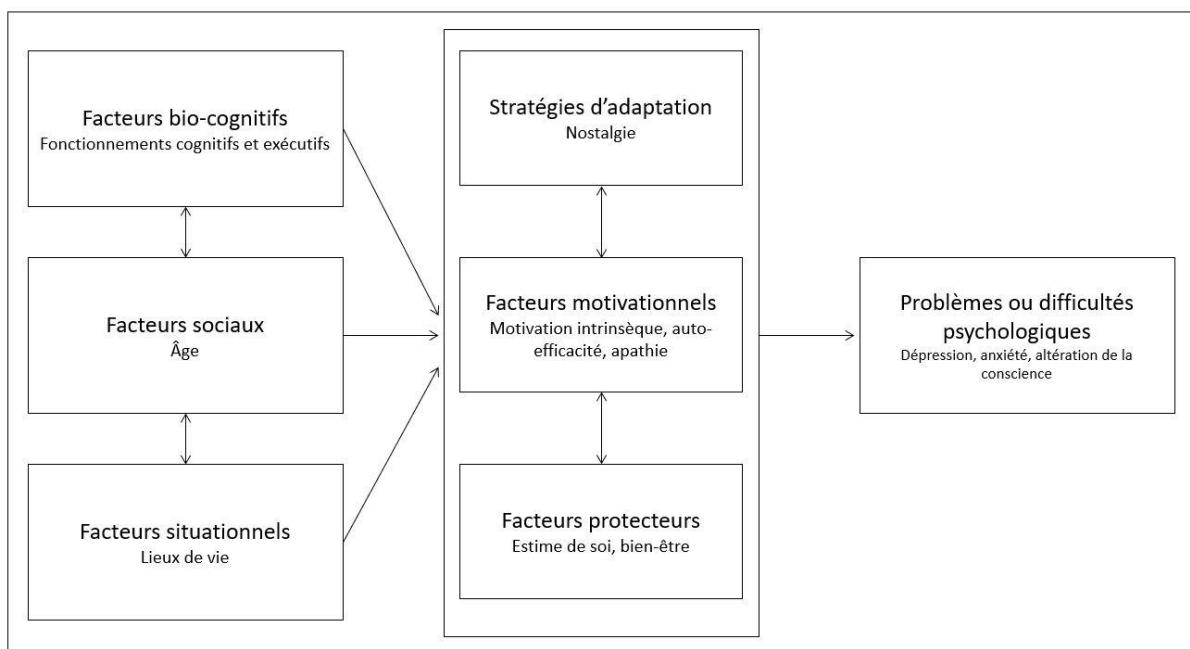 Facteurs bio-cognitifs
Fonctionnements cognitifs et exécutifs
Facteurs sociaux
Âge
Facteurs situationnels
Lieux de vie
Stratégies d’adaptation
Nostalgie
Facteurs motivationnels
Motivation intrinsèque, auto-
efficacité, apathie
Facteurs protecteurs
Estime de soi, bien-être
Problèmes ou difficultés
psychologiques
Dépression, anxiété, altération de la
conscience